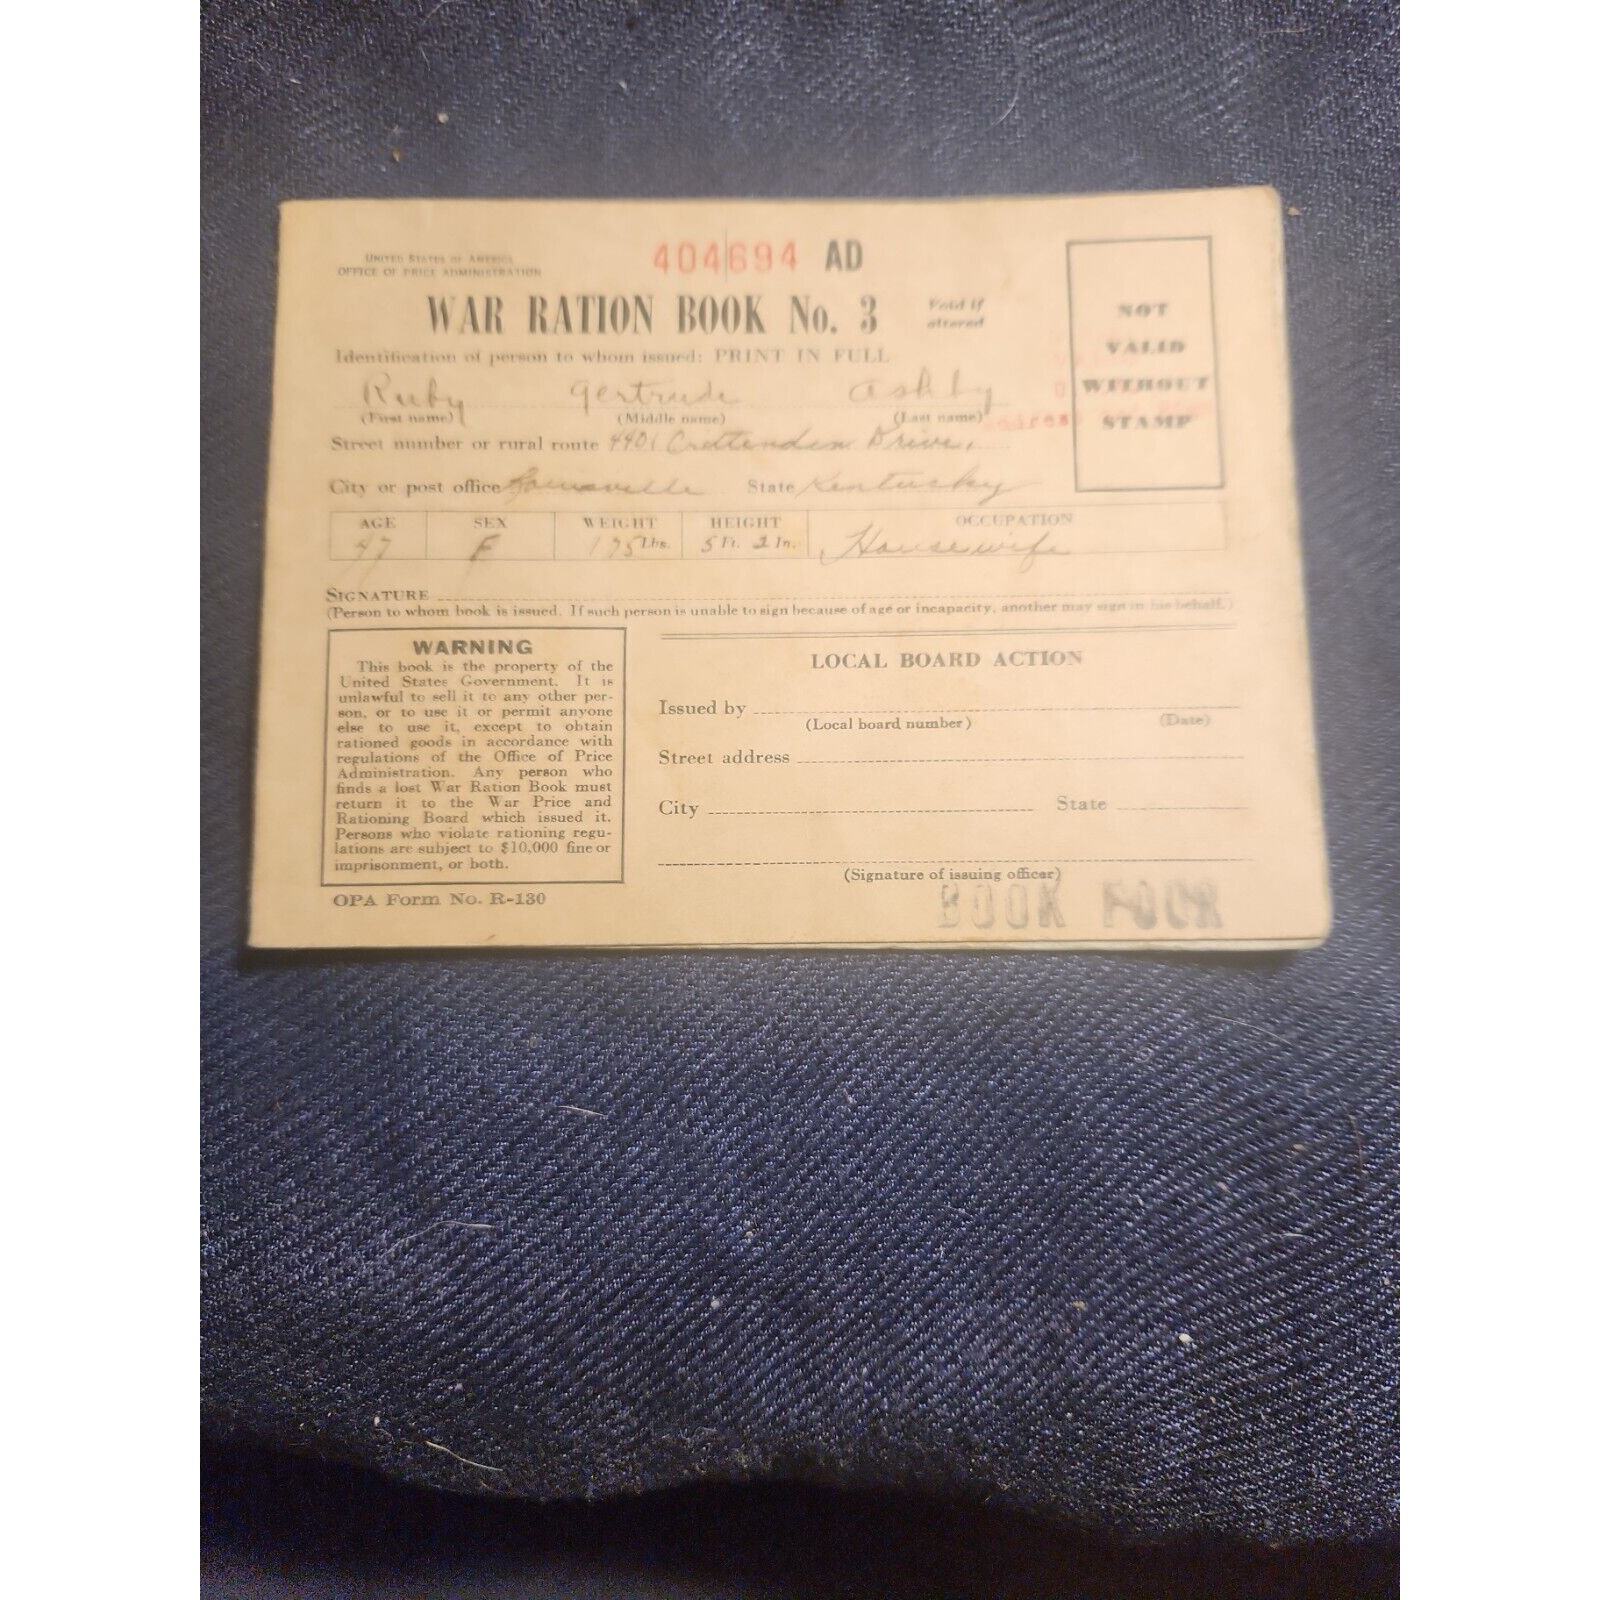 UNITED STATES OF AMERICA
OFFICE OF PRICE ADMINISTRATION
404694 AD
WAR RATION BOOK No. 3
Void if
altered
Identification of person to whom issued: PRINT IN FULL
Ruby Gertrude Ashby
(First name) (Middle name) (Last name)
Street number or rural route 4401 Crittenden Drive.
City or post office Louisville State Kentucky
AGE SEX WEIGHT HEIGHT OCCUPATION
47 F 175 Lbs. 5 Ft. 2 In. Housewife
SIGNATURE
(Person to whom book is issued. If such person is unable to sign because of age or incapacity, another may sign in his behalf.)
NOT
VALID
WITHOUT
STAMP
WARNING
This book is the property of the
United States Government. It is
unlawful to sell it to any other per-
son, or to use it or permit anyone
else to use it, except to obtain
rationed goods in accordance with
regulations of the Office of Price
Administration. Any person who
finds a lost War Ration Book must
return it to the War Price and
Rationing Board which issued it.
Persons who violate rationing regu-
lations are subject to $10,000 fine or
imprisonment, or both.
OPA Form No. R-130
LOCAL BOARD ACTION
Issued by
(Local board number) (Date)
Street address
City State
(Signature of issuing officer)
BOOK FOUR